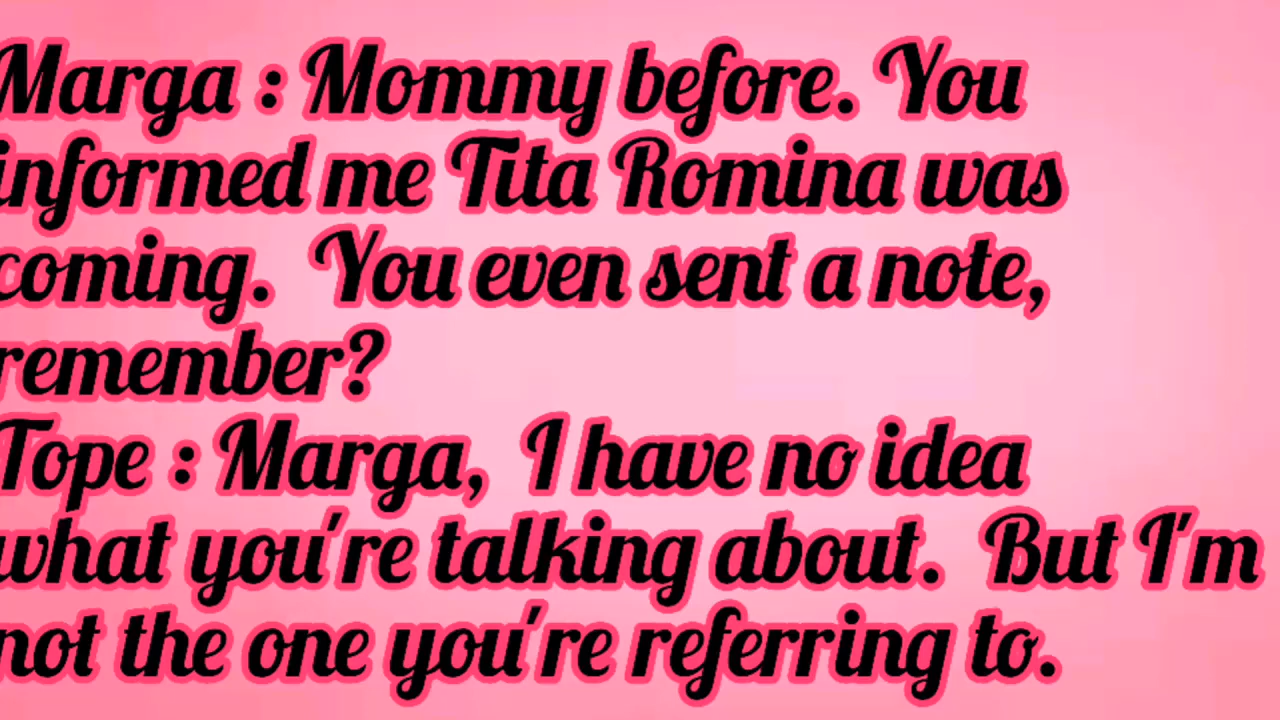 Marga : Mommy before. You
informed me Tita Romina was
coming.  You even sent a note,
remember?
Tope : Marga,  I have no idea
what you're talking about.  But I'm
not the one you're referring to.